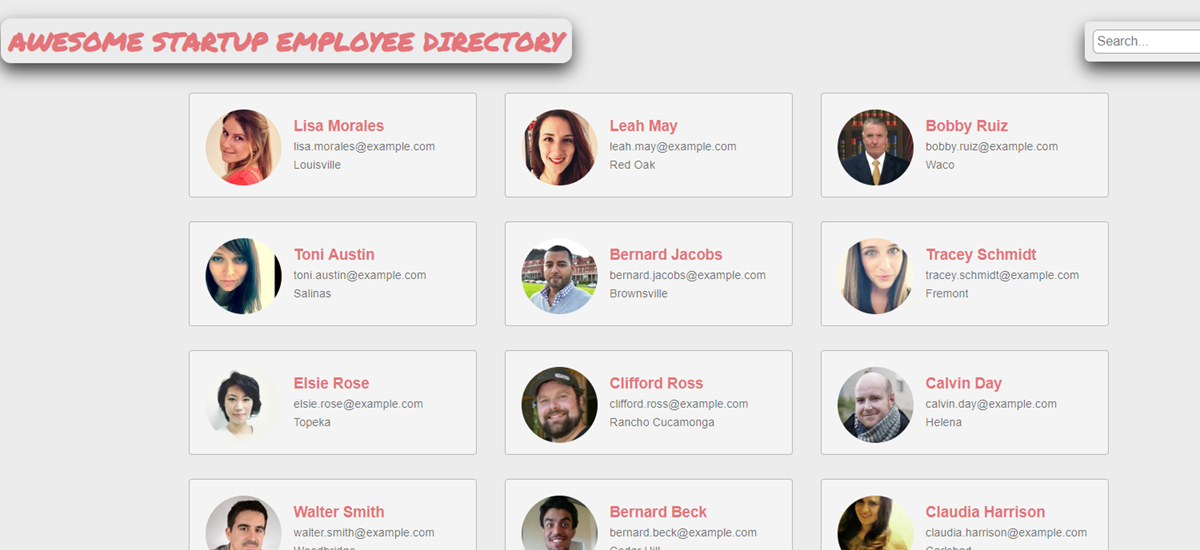 AWESOME STARTUP EMPLOYEE DIRECTORY
Search...
Lisa Morales
lisa.morales@example.com
Louisville
Leah May
leah.may@example.com
Red Oak
Bobby Ruiz
bobby.ruiz@example.com
Waco
Toni Austin
toni.austin@example.com
Salinas
Bernard Jacobs
bernard.jacobs@example.com
Brownsville
Tracey Schmidt
tracey.schmidt@example.com
Fremont
Elsie Rose
elsie.rose@example.com
Topeka
Clifford Ross
clifford.ross@example.com
Rancho Cucamonga
Calvin Day
calvin.day@example.com
Helena
Walter Smith
walter.smith@example.com
Woodbridge
Bernard Beck
bernard.beck@example.com
Cedar Hill
Claudia Harrison
claudia.harrison@example.com
Carlsbad